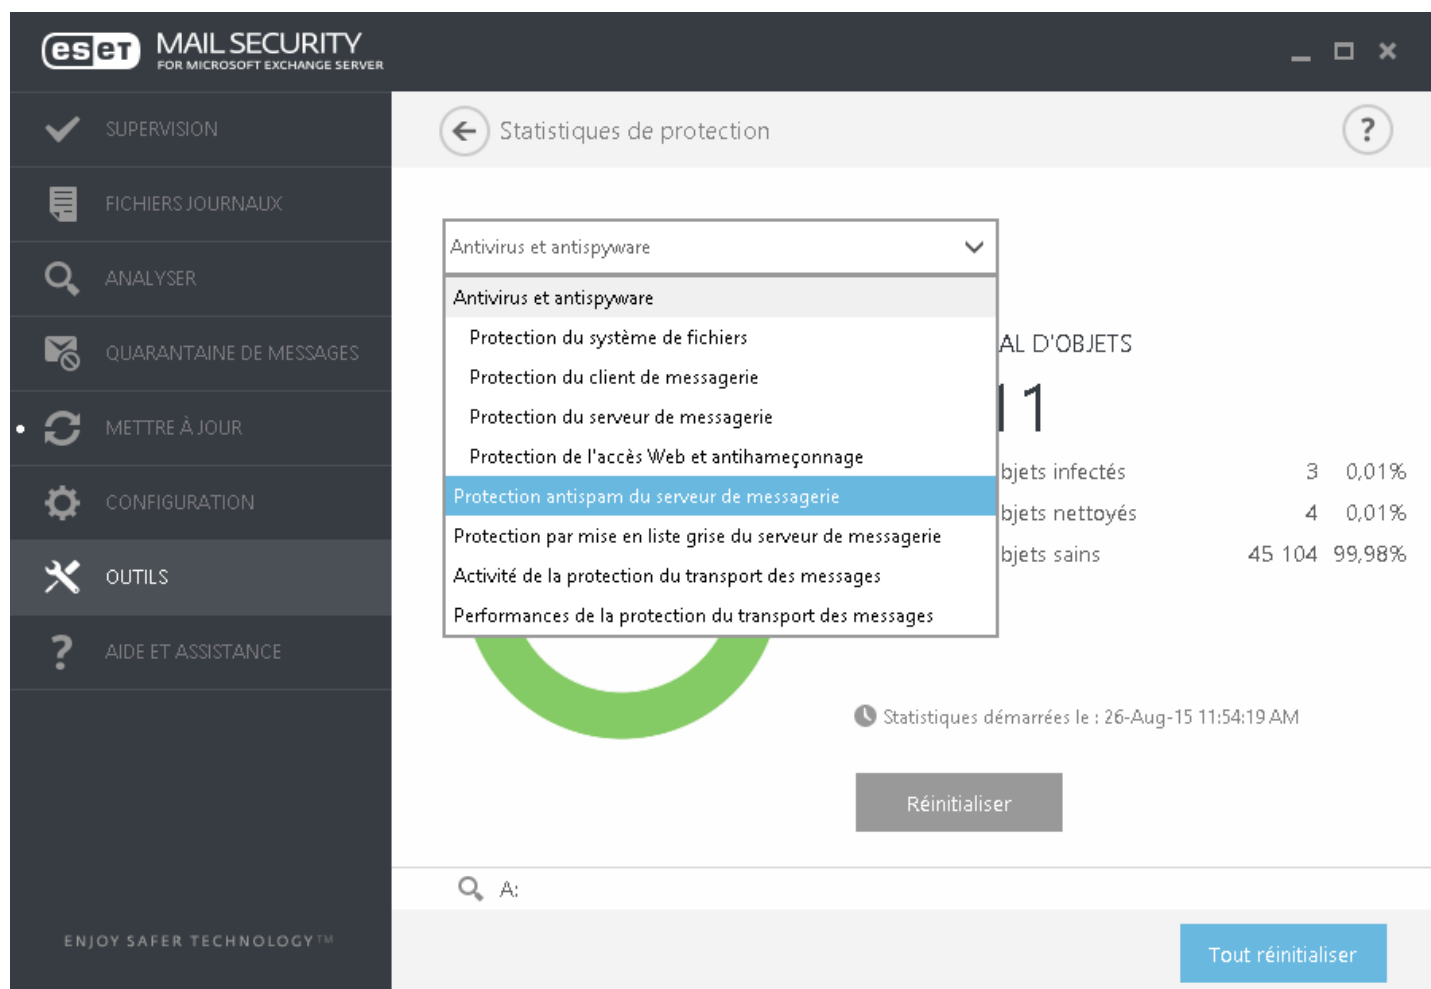 eset MAIL SECURITY
FOR MICROSOFT EXCHANGE SERVER
SUPERVISION
FICHIERS JOURNAUX
ANALYSER
QUARANTAINE DE MESSAGES
METTRE À JOUR
CONFIGURATION
OUTILS
AIDE ET ASSISTANCE
ENJOY SAFER TECHNOLOGY™
Statistiques de protection
?
Antivirus et antispyware
Antivirus et antispyware
Protection du système de fichiers
Protection du client de messagerie
Protection du serveur de messagerie
Protection de l'accès Web et antihameçonnage
Protection antispam du serveur de messagerie
Protection par mise en liste grise du serveur de messagerie
Activité de la protection du transport des messages
Performances de la protection du transport des messages
AL D'OBJETS
11
bjets infectés 3 0,01%
bjets nettoyés 4 0,01%
bjets sains 45 104 99,98%
Statistiques démarrées le : 26-Aug-15 11:54:19 AM
Réinitialiser
A:
Tout réinitialiser